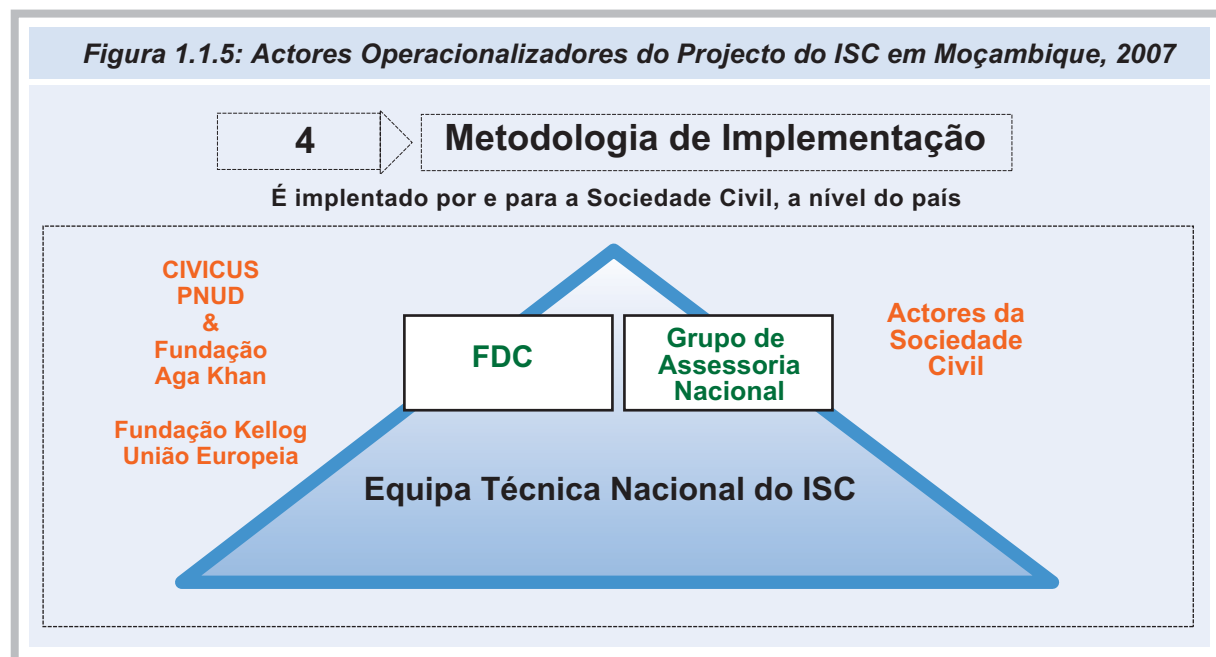 Figura 1.1.5: Actores Operacionalizadores do Projecto do ISC em Moçambique, 2007
4
Metodologia de Implementação
É implentado por e para a Sociedade Civil, a nível do país
CIVICUS
PNUD
&
Fundação
Aga Khan
Fundação Kellog
União Europeia
FDC
Grupo de
Assessoria
Nacional
Actores da
Sociedade
Civil
Equipa Técnica Nacional do ISC